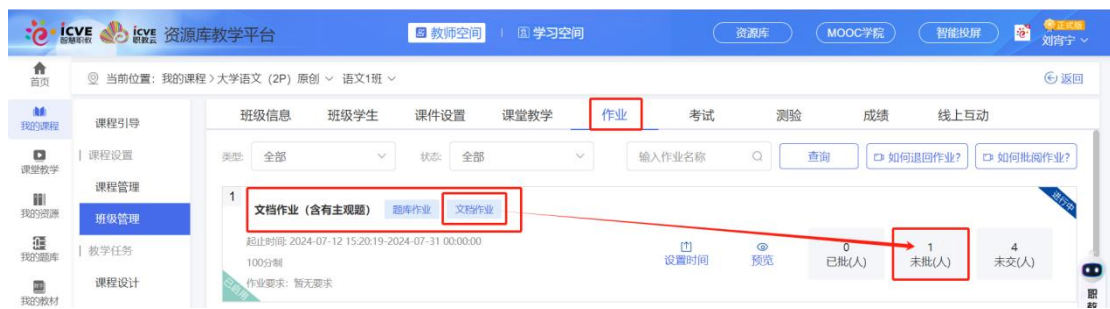 icve 智慧职教 icve 职教云 资源库教学平台 教师空间 学习空间 资源库 MOOC学院 智能投屏 正式版 刘宵宁
首页
当前位置：我的课程 > 大学语文（2P）原创 语文1班 返回
我的课程
课堂教学
我的资源
我的题库
我的教材
课程引导
课程设置
课程管理
班级管理
教学任务
课程设计
班级信息 班级学生 课件设置 课堂教学 作业 考试 测验 成绩 线上互动
类型: 全部 状态: 全部 输入作业名称 查询 如何退回作业? 如何批阅作业?
1
文档作业（含有主观题） 题库作业 文档作业
进行中
起止时间: 2024-07-12 15:20:19-2024-07-31 00:00:00
100分制
作业要求：暂无要求
已启用
设置时间 预览
0 1 4
已批(人) 未批(人) 未交(人)
职